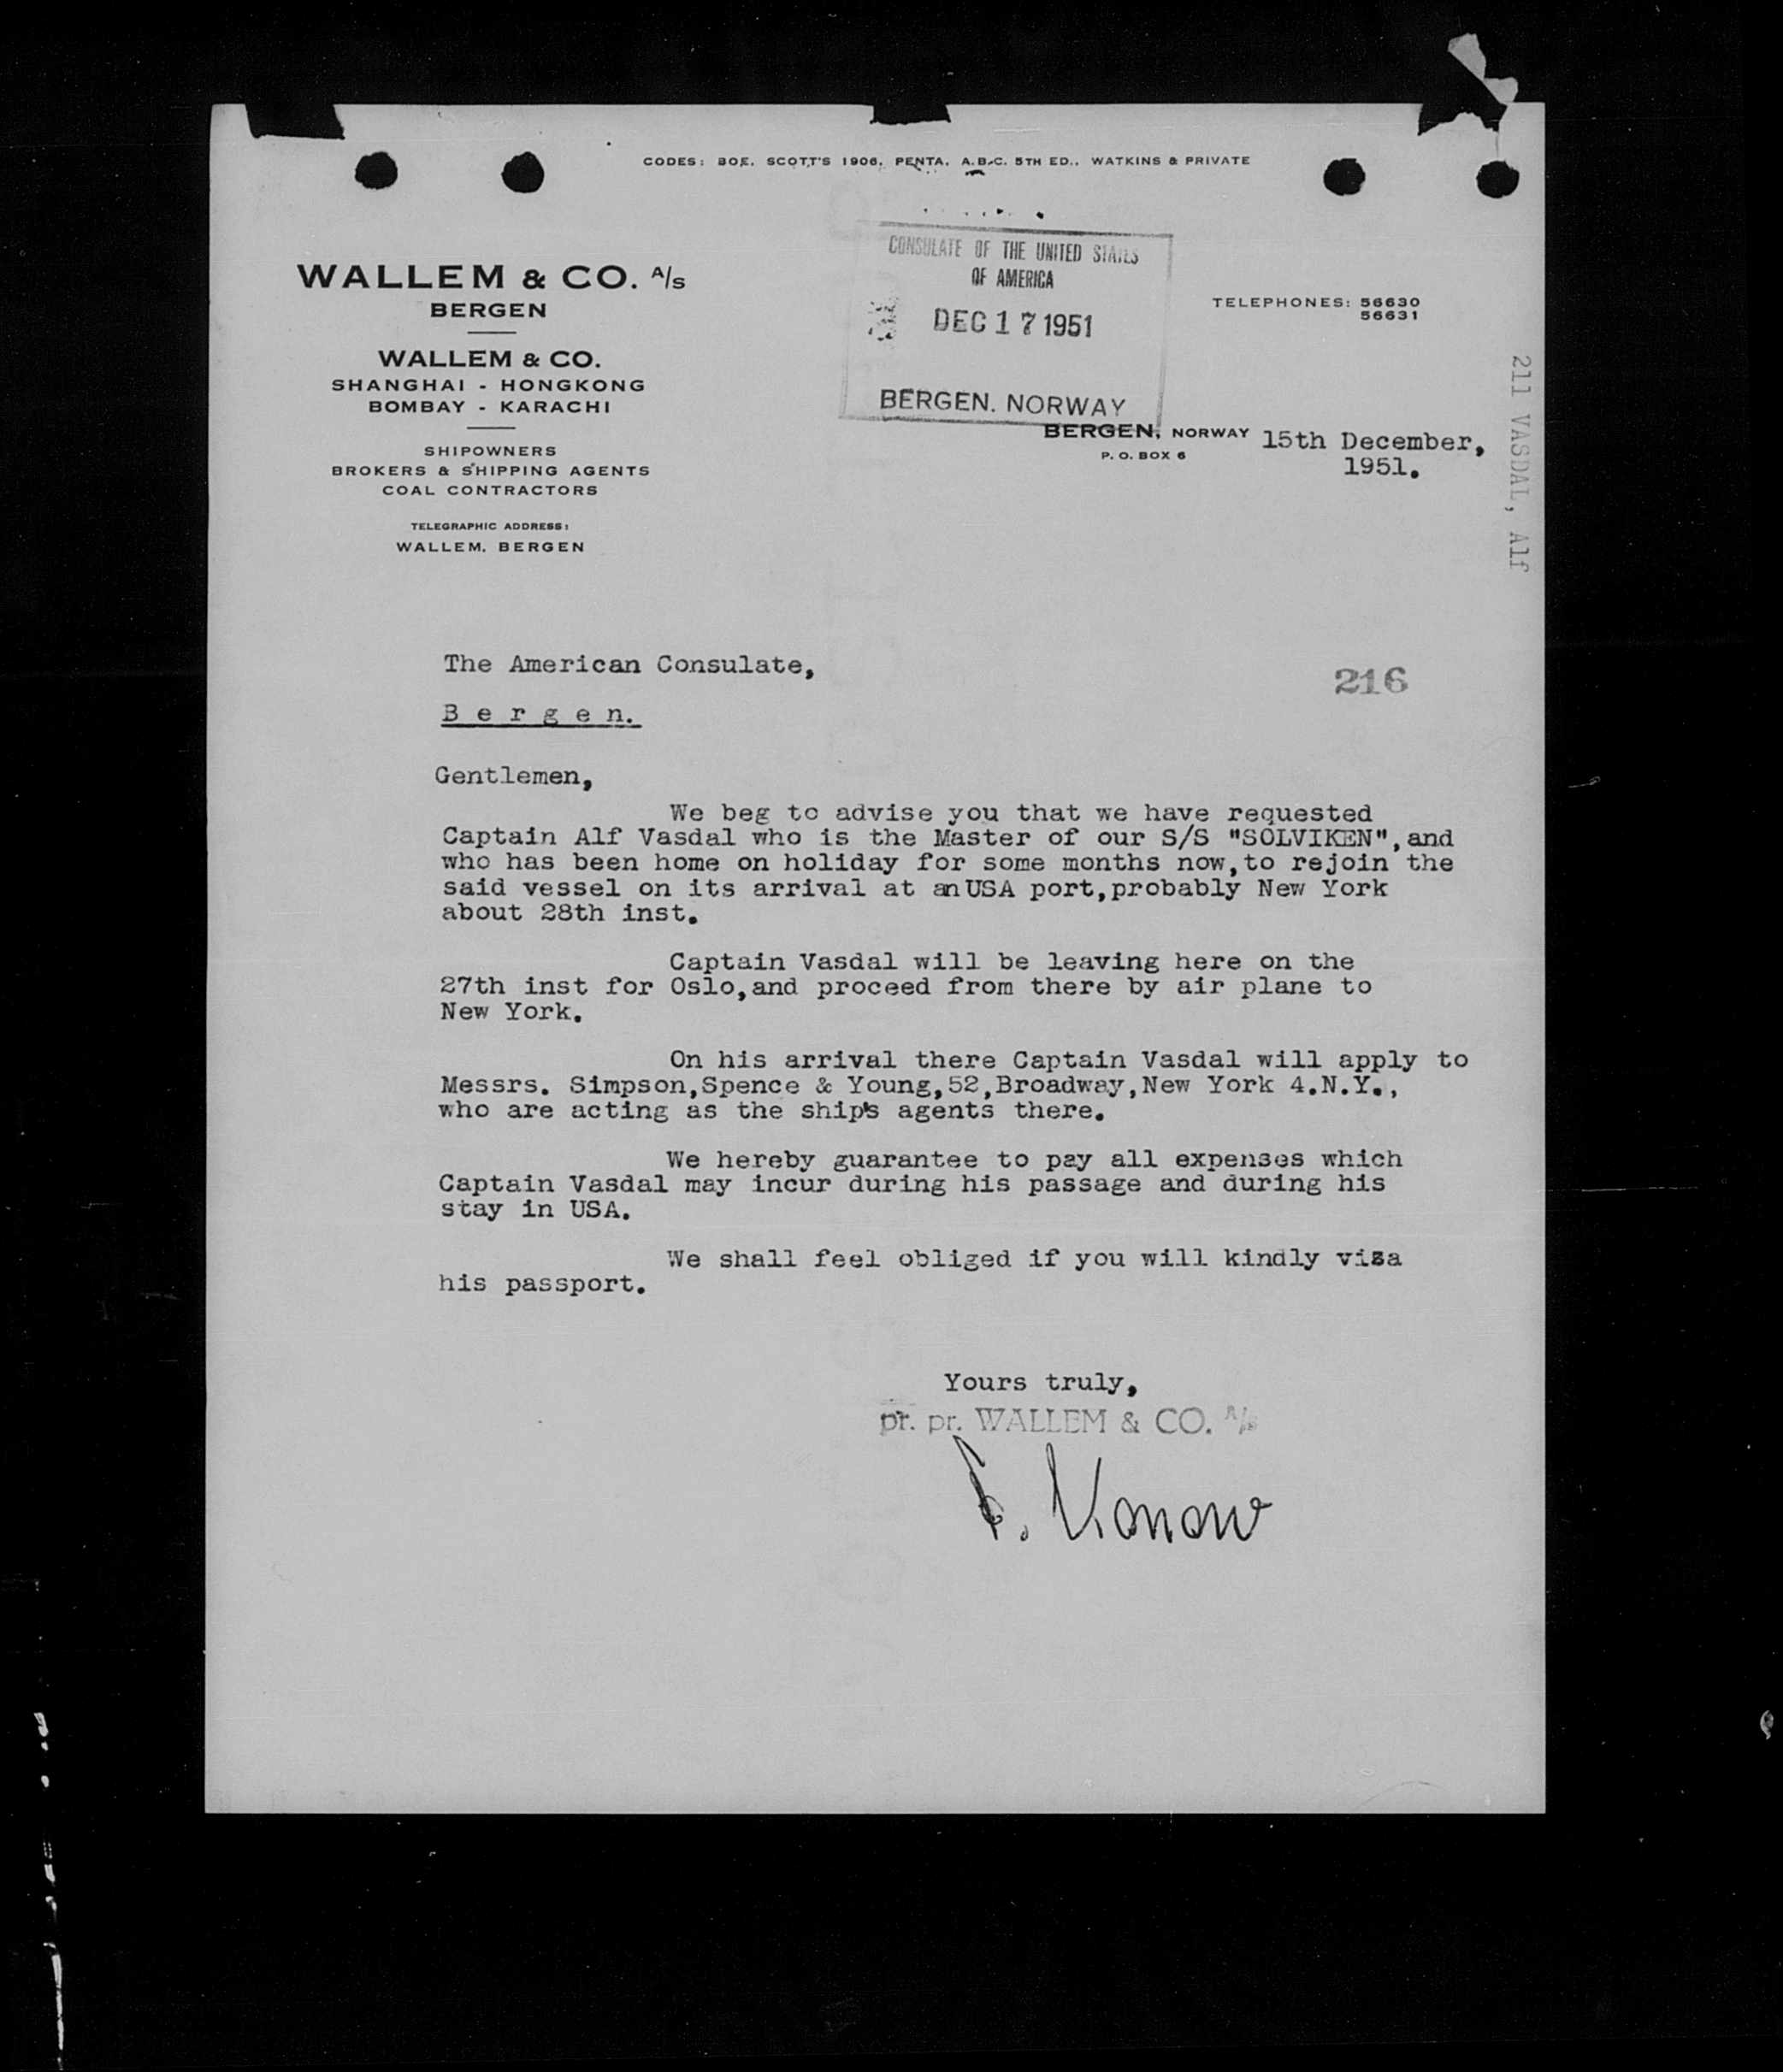 CODES: BOE. SCOTT'S 1906. PENTA. A.B.C. 5TH ED.. WATKINS & PRIVATE
WALLEM & CO. A/S
BERGEN
WALLEM & CO.
SHANGHAI - HONGKONG
BOMBAY - KARACHI
SHIPOWNERS
BROKERS & SHIPPING AGENTS
COAL CONTRACTORS
TELEGRAPHIC ADDRESS:
WALLEM. BERGEN
CONSULATE OF THE UNITED STATES
OF AMERICA
DEC 17 1951
BERGEN. NORWAY
TELEPHONES: 56630
56631
BERGEN, NORWAY 15th December,
P. O. BOX 6
1951.
211 VASDAL, Alf
The American Consulate,
216
B e r g e n.
Gentlemen,
We beg to advise you that we have requested
Captain Alf Vasdal who is the Master of our S/S "SOLVIKEN",and
who has been home on holiday for some months now,to rejoin the
said vessel on its arrival at an USA port,probably New York
about 28th inst.
Captain Vasdal will be leaving here on the
27th inst for Oslo,and proceed from there by air plane to
New York.
On his arrival there Captain Vasdal will apply to
Messrs. Simpson,Spence & Young,52,Broadway,New York 4.N.Y.,
who are acting as the ship's agents there.
We hereby guarantee to pay all expenses which
Captain Vasdal may incur during his passage and during his
stay in USA.
We shall feel obliged if you will kindly visa
his passport.
Yours truly,
pr. pr. WALLEM & CO. A/S
F. Konow